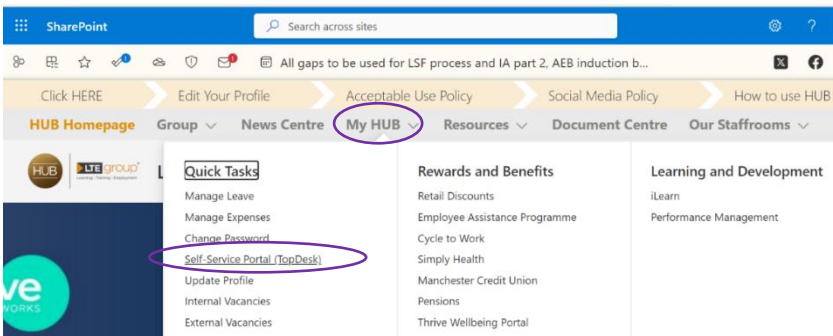 SharePoint
Search across sites
?
All gaps to be used for LSF process and IA part 2, AEB induction b...
Click HERE Edit Your Profile Acceptable Use Policy Social Media Policy How to use HUB
HUB Homepage Group News Centre My HUB Resources Document Centre Our Staffrooms
HUB
LTE group
L
Quick Tasks
Manage Leave
Manage Expenses
Change Password
Self-Service Portal (TopDesk)
Update Profile
Internal Vacancies
External Vacancies
Rewards and Benefits
Retail Discounts
Employee Assistance Programme
Cycle to Work
Simply Health
Manchester Credit Union
Pensions
Thrive Wellbeing Portal
Learning and Development
iLearn
Performance Management
ve
WORKS